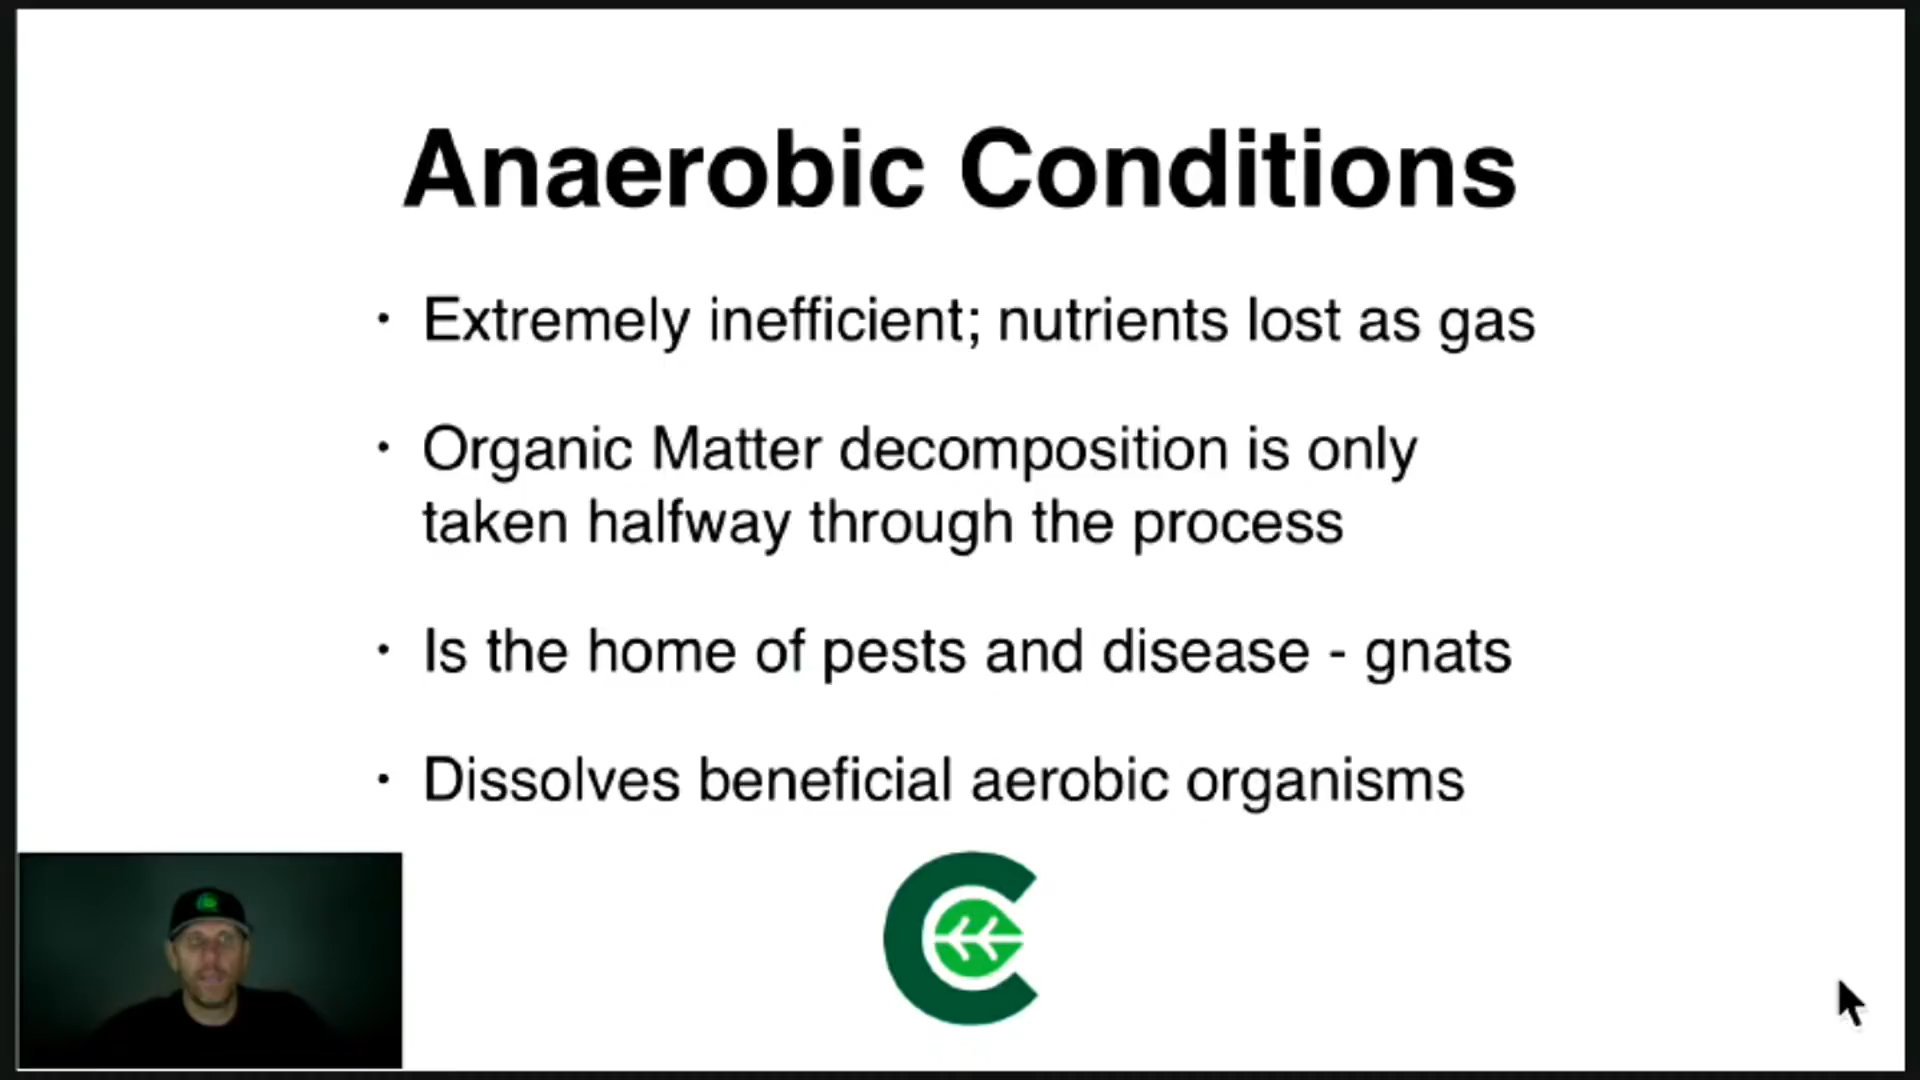 Anaerobic Conditions
· Extremely inefficient; nutrients lost as gas
· Organic Matter decomposition is only
taken halfway through the process
· Is the home of pests and disease - gnats
· Dissolves beneficial aerobic organisms